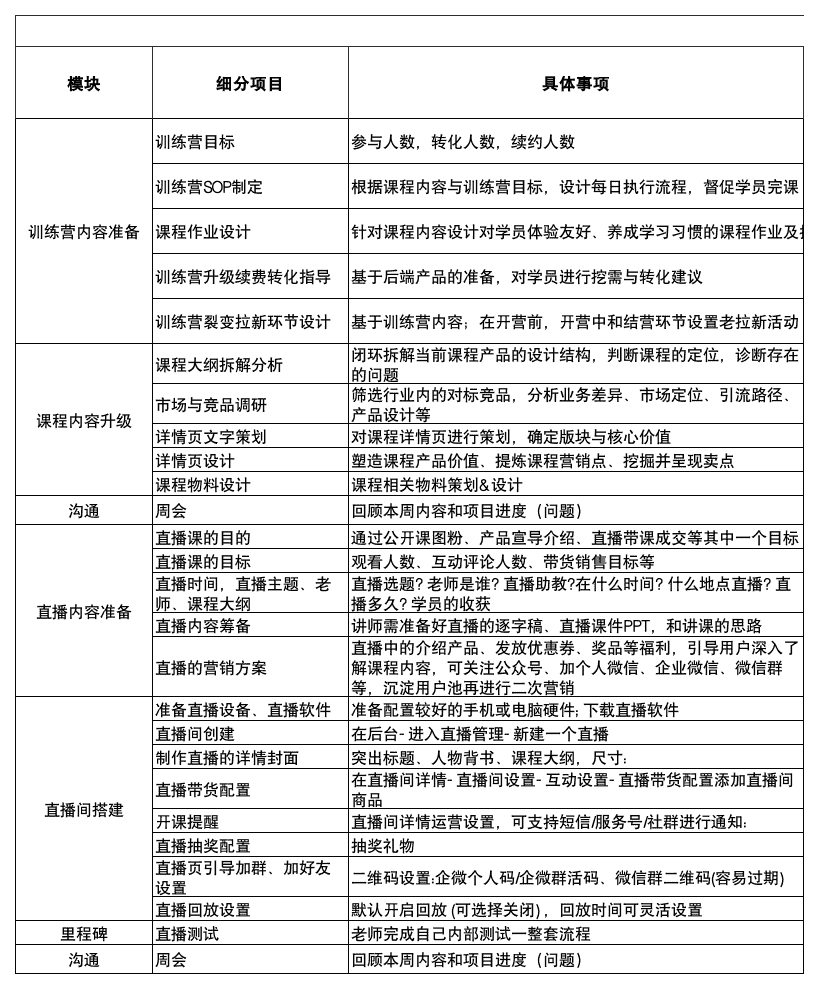 模块 细分项目 具体事项
训练营内容准备
训练营目标 参与人数，转化人数，续约人数
训练营SOP制定 根据课程内容与训练营目标，设计每日执行流程，督促学员完课
课程作业设计 针对课程内容设计对学员体验友好、养成学习习惯的课程作业及
训练营升级续费转化指导 基于后端产品的准备，对学员进行挖需与转化建议
训练营裂变拉新环节设计 基于训练营内容；在开营前，开营中和结营环节设置老拉新活动
课程内容升级
课程大纲拆解分析 闭环拆解当前课程产品的设计结构，判断课程的定位，诊断存在
的问题
市场与竞品调研 筛选行业内的对标竞品，分析业务差异、市场定位、引流路径、
产品设计等
详情页文字策划 对课程详情页进行策划，确定版块与核心价值
详情页设计 塑造课程产品价值、提炼课程营销点、挖掘并呈现卖点
课程物料设计 课程相关物料策划&设计
沟通 周会 回顾本周内容和项目进度（问题）
直播内容准备
直播课的目的 通过公开课图粉、产品宣导介绍、直播带课成交等其中一个目标
直播课的目标 观看人数、互动评论人数、带货销售目标等
直播时间，直播主题、老
师、课程大纲
直播选题? 老师是谁? 直播助教?在什么时间? 什么地点直播? 直
播多久? 学员的收获
直播内容筹备 讲师需准备好直播的逐字稿、直播课件PPT，和讲课的思路
直播的营销方案
直播中的介绍产品、发放优惠券、奖品等福利，引导用户深入了
解课程内容，可关注公众号、加个人微信、企业微信、微信群
等，沉淀用户池再进行二次营销
直播间搭建
准备直播设备、直播软件 准备配置较好的手机或电脑硬件; 下载直播软件
直播间创建 在后台- 进入直播管理- 新建一个直播
制作直播的详情封面 突出标题、人物背书、课程大纲，尺寸:
直播带货配置 在直播间详情- 直播间设置- 互动设置- 直播带货配置添加直播间
商品
开课提醒 直播间详情运营设置，可支持短信/服务号/社群进行通知:
直播抽奖配置 抽奖礼物
直播页引导加群、加好友
设置
二维码设置:企微个人码/企微群活码、微信群二维码(容易过期)
直播回放设置 默认开启回放 (可选择关闭) ，回放时间可灵活设置
里程碑 直播测试 老师完成自己内部测试一整套流程
沟通 周会 回顾本周内容和项目进度（问题）